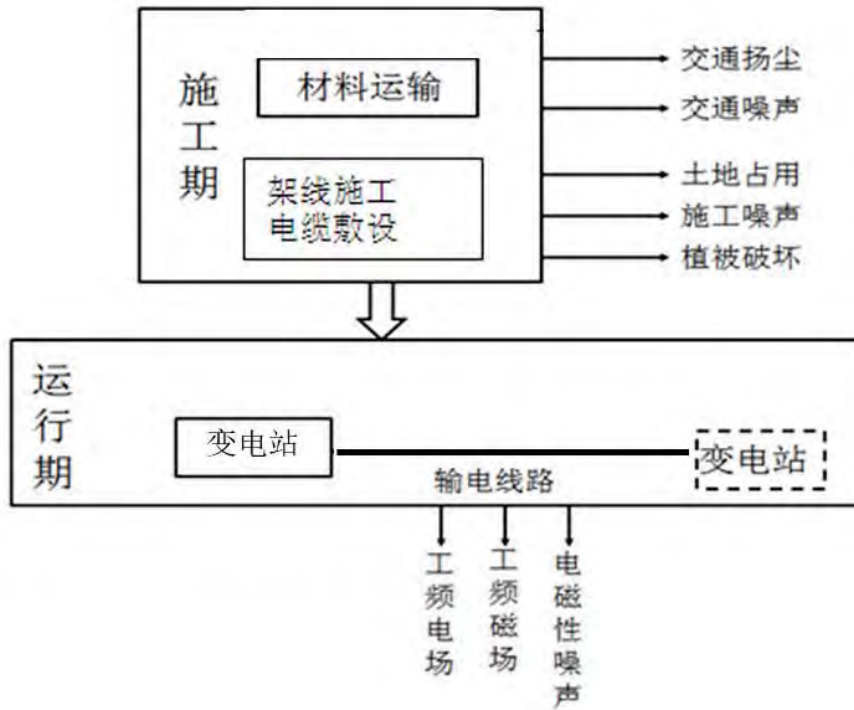 施工期
材料运输
架线施工
电缆敷设
交通扬尘
交通噪声
土地占用
施工噪声
植被破坏
运行期
变电站
输电线路
变电站
工频电场
工频磁场
电磁性噪声